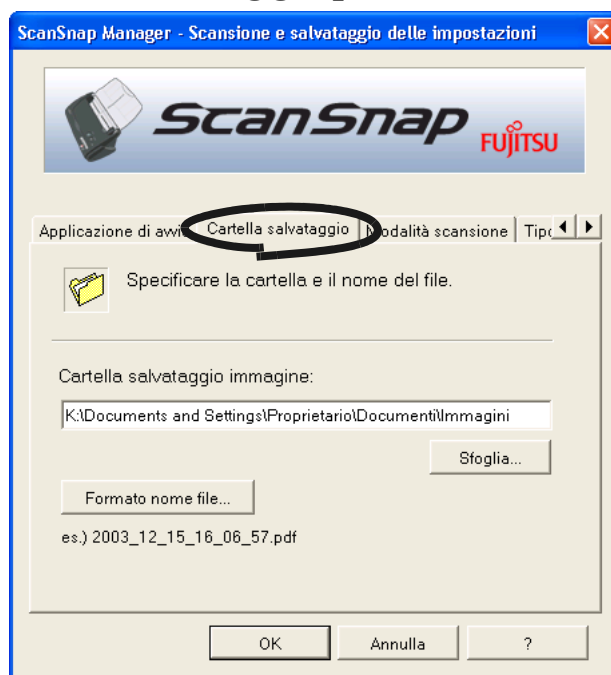 ScanSnap Manager - Scansione e salvataggio delle impostazioni
ScanSnap
FUJITSU
Applicazione di avvi Cartella salvataggio Modalità scansione Tipo
Specificare la cartella e il nome del file.
Cartella salvataggio immagine:
K:\Documents and Settings\Proprietario\Documenti\Immagini
Sfoglia...
Formato nome file...
es.) 2003_12_15_16_06_57.pdf
OK Annulla ?